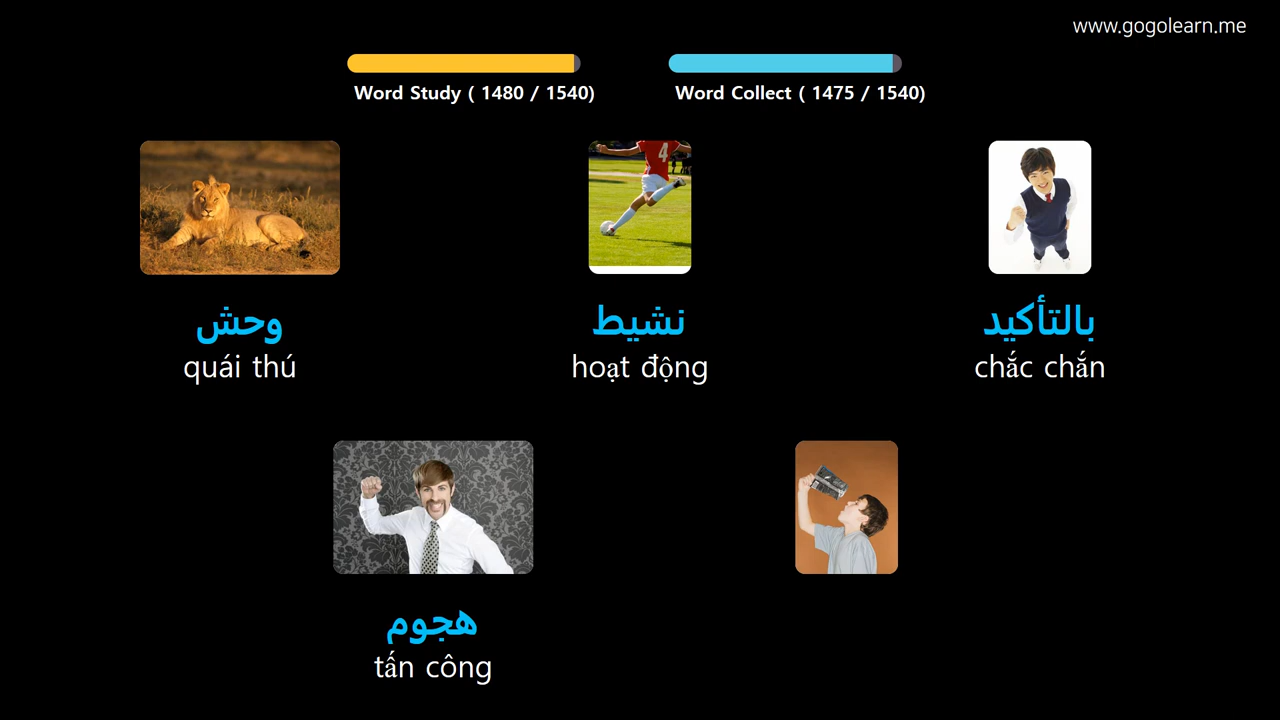 www.gogolearn.me
Word Study ( 1480 / 1540)
Word Collect ( 1475 / 1540)
4
وحش
quái thú
نشيط
hoạt động
بالتأكيد
chắc chắn
هجوم
tấn công